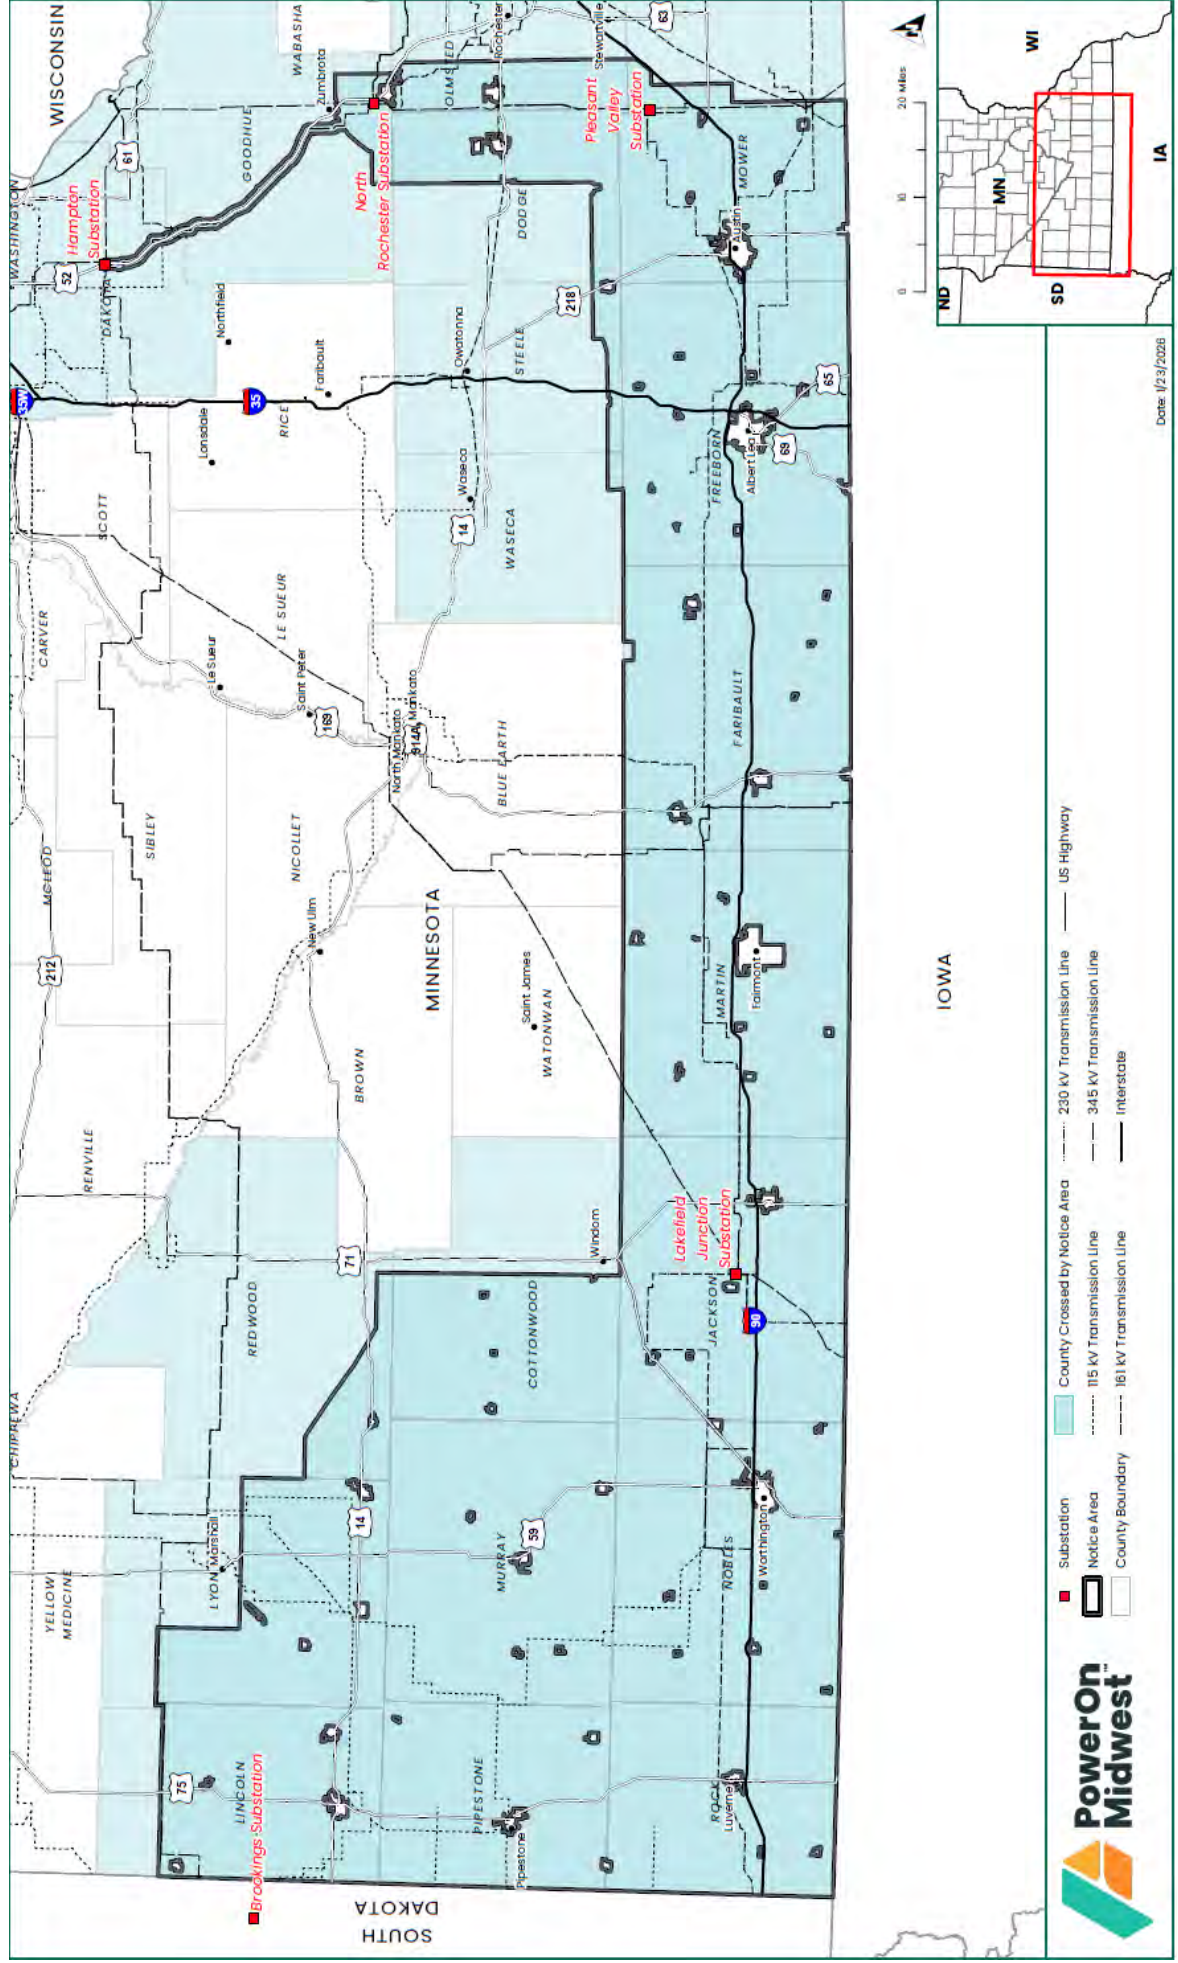 WISCONSIN
WASHINGTON
Hampton
Substation
52
61
DAKOTA
GOODHUE
WABASHA
Zumbrota
North
Rochester Substation
OLMSTED
Rochester
Stewartville
63
Pleasant
Valley
Substation
DODGE
MOWER
Austin
35W
35
Northfield
Faribault
Lonsdale
RICE
Owatonna
STEELE
218
65
69
Albert Lea
FREEBORN
SCOTT
CARVER
LE SUEUR
Le Sueur
Saint Peter
169
Waseca
14
WASECA
North Mankato
Mankato
914A
BLUE EARTH
FARIBAULT
MCLEOD
212
SIBLEY
NICOLLET
New Ulm
MINNESOTA
BROWN
Saint James
WATONWAN
MARTIN
Fairmont
RENVILLE
REDWOOD
71
Windom
COTTONWOOD
Lakefield
Junction
Substation
JACKSON
90
CHIPPEWA
YELLOW
MEDICINE
LYON
Marshall
14
59
MURRAY
NOBLES
Worthington
75
LINCOLN
Brookings Substation
PIPESTONE
Pipestone
ROCK
Luverne
SOUTH
DAKOTA
IOWA
N
0
10
20 Miles
ND
SD
MN
WI
IA
Date: 1/23/2026
PowerOn
Midwest™
Substation
Notice Area
County Boundary
County Crossed by Notice Area
115 kV Transmission Line
161 kV Transmission Line
230 kV Transmission Line
345 kV Transmission Line
Interstate
US Highway